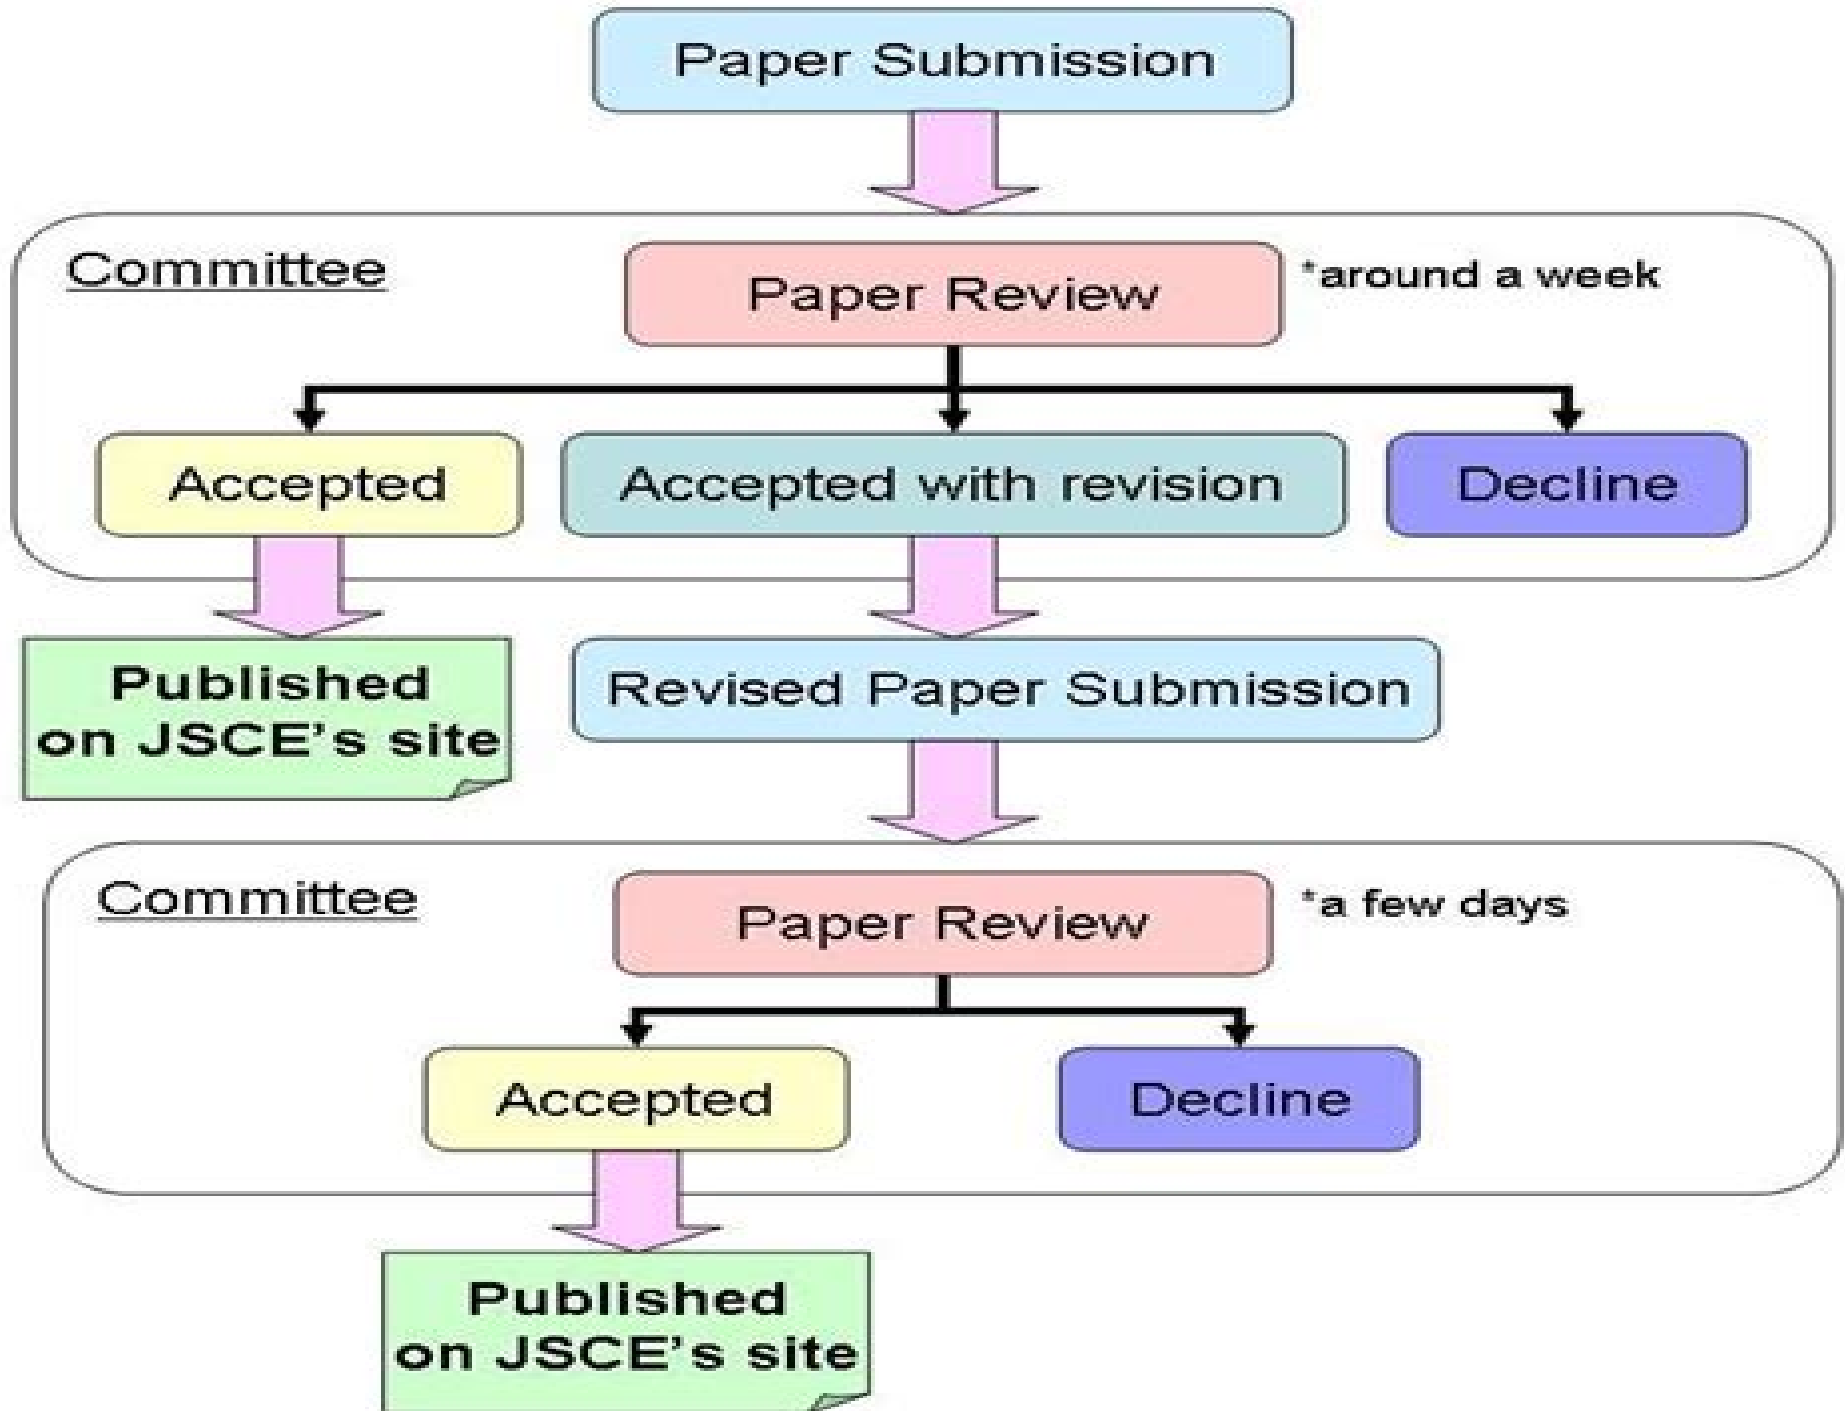 Paper Submission
Committee
Paper Review
*around a week
Accepted
Accepted with revision
Decline
Published
on JSCE's site
Revised Paper Submission
Committee
Paper Review
*a few days
Accepted
Decline
Published
on JSCE's site